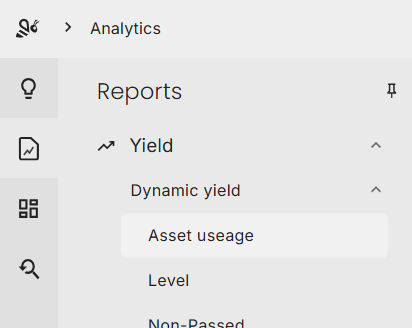 Analytics
Reports
Yield
Dynamic yield
Asset useage
Level
Non-Passed